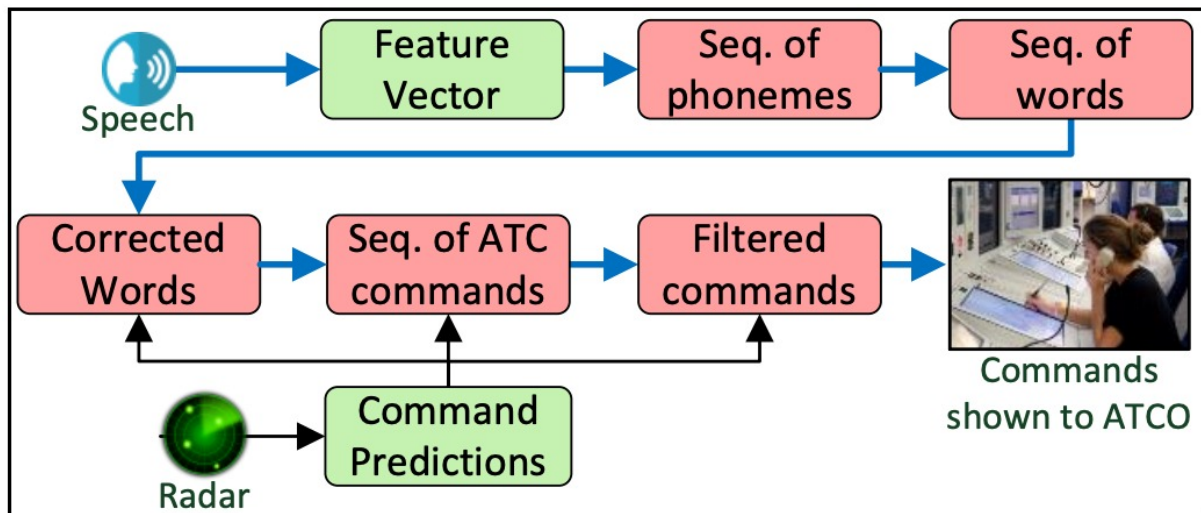 Speech
Feature
Vector
Seq. of
phonemes
Seq. of
words
Corrected
Words
Seq. of ATC
commands
Filtered
commands
Commands
shown to ATCO
Radar
Command
Predictions